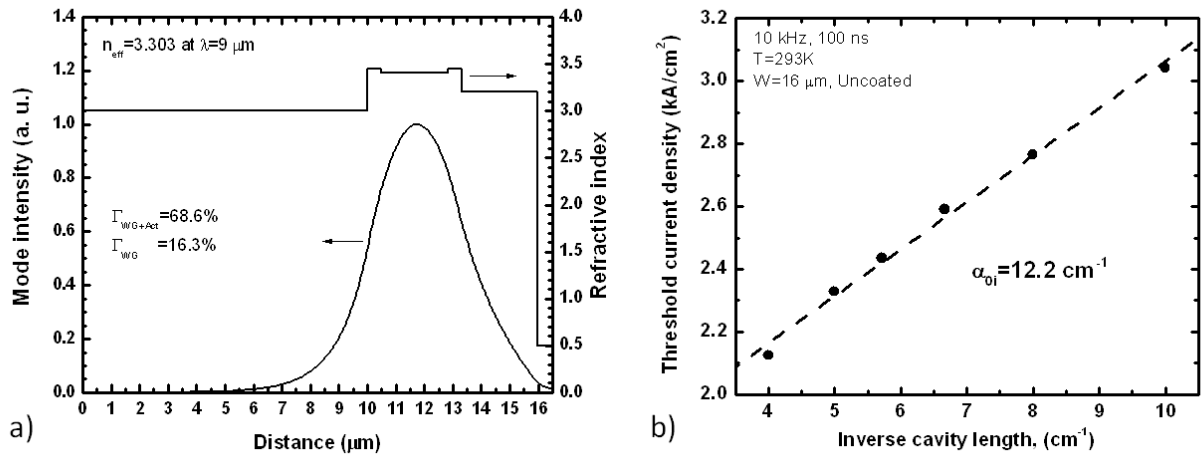 n_eff=3.303 at λ=9 μm
Γ_WG+Act=68.6%
Γ_WG =16.3%
Mode intensity (a. u.)
1.4
1.2
1.0
0.8
0.6
0.4
0.2
0.0
4.0
3.5
3.0
2.5
2.0
1.5
1.0
0.5
0.0
Refractive index
0 1 2 3 4 5 6 7 8 9 10 11 12 13 14 15 16
Distance (μm)
a)
10 kHz, 100 ns
T=293K
W=16 μm, Uncoated
α_0i=12.2 cm⁻¹
Threshold current density (kA/cm²)
3.2
3.0
2.8
2.6
2.4
2.2
2.0
4 5 6 7 8 9 10
Inverse cavity length, (cm⁻¹)
b)